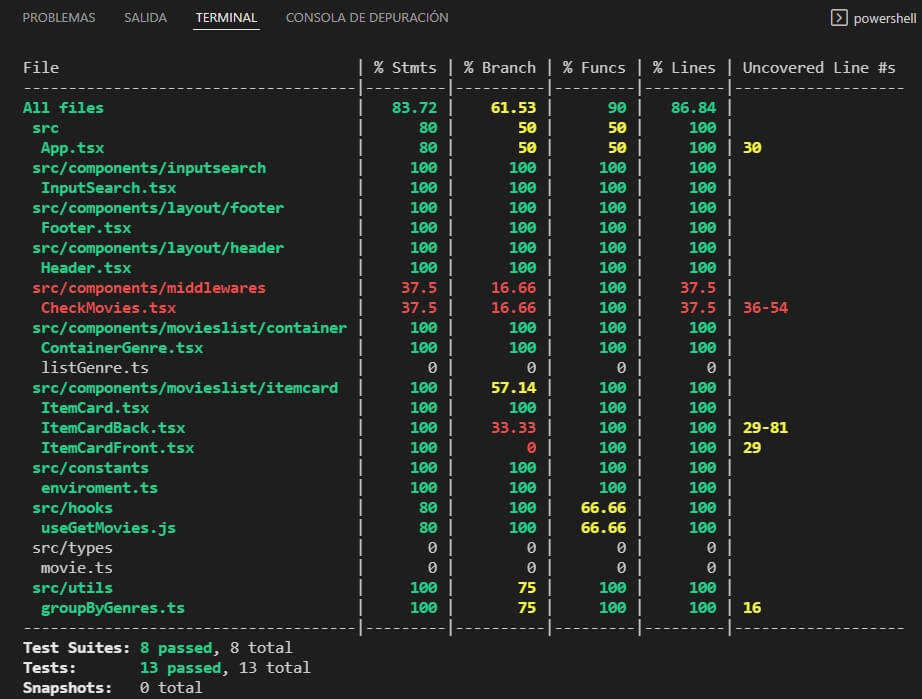 PROBLEMAS SALIDA TERMINAL CONSOLA DE DEPURACIÓN powershell
File | % Stmts | % Branch | % Funcs | % Lines | Uncovered Line #s
All files | 83.72 | 61.53 | 90 | 86.84 |
src | 80 | 50 | 50 | 100 |
App.tsx | 80 | 50 | 50 | 100 | 30
src/components/inputsearch | 100 | 100 | 100 | 100 |
InputSearch.tsx | 100 | 100 | 100 | 100 |
src/components/layout/footer | 100 | 100 | 100 | 100 |
Footer.tsx | 100 | 100 | 100 | 100 |
src/components/layout/header | 100 | 100 | 100 | 100 |
Header.tsx | 100 | 100 | 100 | 100 |
src/components/middlewares | 37.5 | 16.66 | 100 | 37.5 |
CheckMovies.tsx | 37.5 | 16.66 | 100 | 37.5 | 36-54
src/components/movieslist/container | 100 | 100 | 100 | 100 |
ContainerGenre.tsx | 100 | 100 | 100 | 100 |
listGenre.ts | 0 | 0 | 0 | 0 |
src/components/movieslist/itemcard | 100 | 57.14 | 100 | 100 |
ItemCard.tsx | 100 | 100 | 100 | 100 |
ItemCardBack.tsx | 100 | 33.33 | 100 | 100 | 29-81
ItemCardFront.tsx | 100 | 0 | 100 | 100 | 29
src/constants | 100 | 100 | 100 | 100 |
enviroment.ts | 100 | 100 | 100 | 100 |
src/hooks | 80 | 100 | 66.66 | 100 |
useGetMovies.js | 80 | 100 | 66.66 | 100 |
src/types | 0 | 0 | 0 | 0 |
movie.ts | 0 | 0 | 0 | 0 |
src/utils | 100 | 75 | 100 | 100 |
groupByGenres.ts | 100 | 75 | 100 | 100 | 16
Test Suites: 8 passed, 8 total
Tests: 13 passed, 13 total
Snapshots: 0 total